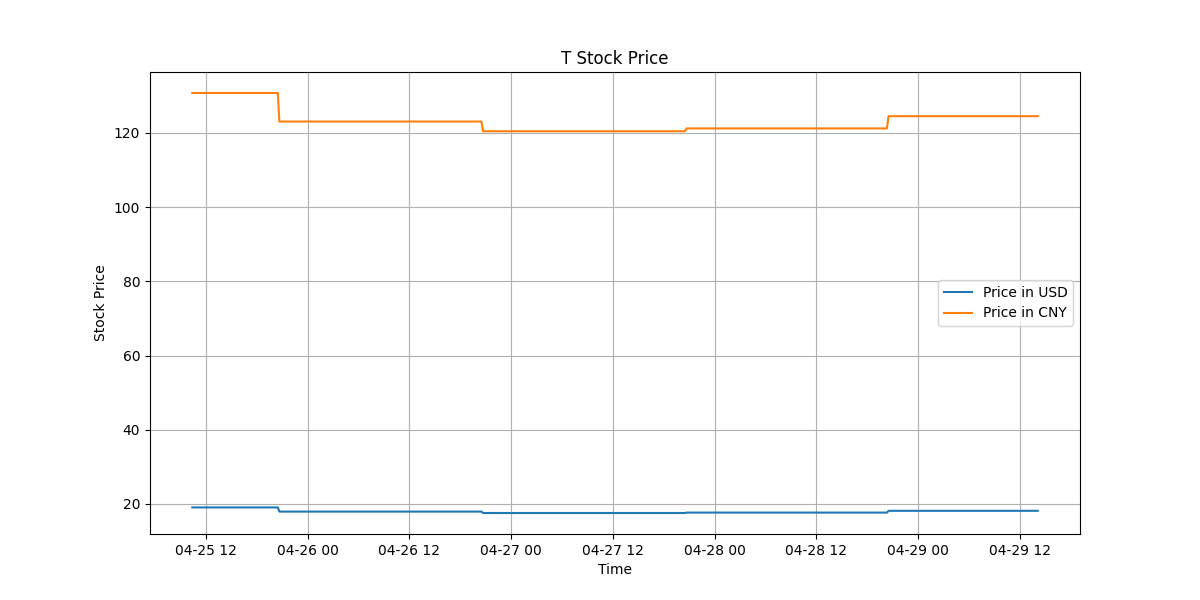 T Stock Price
Stock Price
120
100
80
60
40
20
Price in USD
Price in CNY
04-25 12 04-26 00 04-26 12 04-27 00 04-27 12 04-28 00 04-28 12 04-29 00 04-29 12
Time